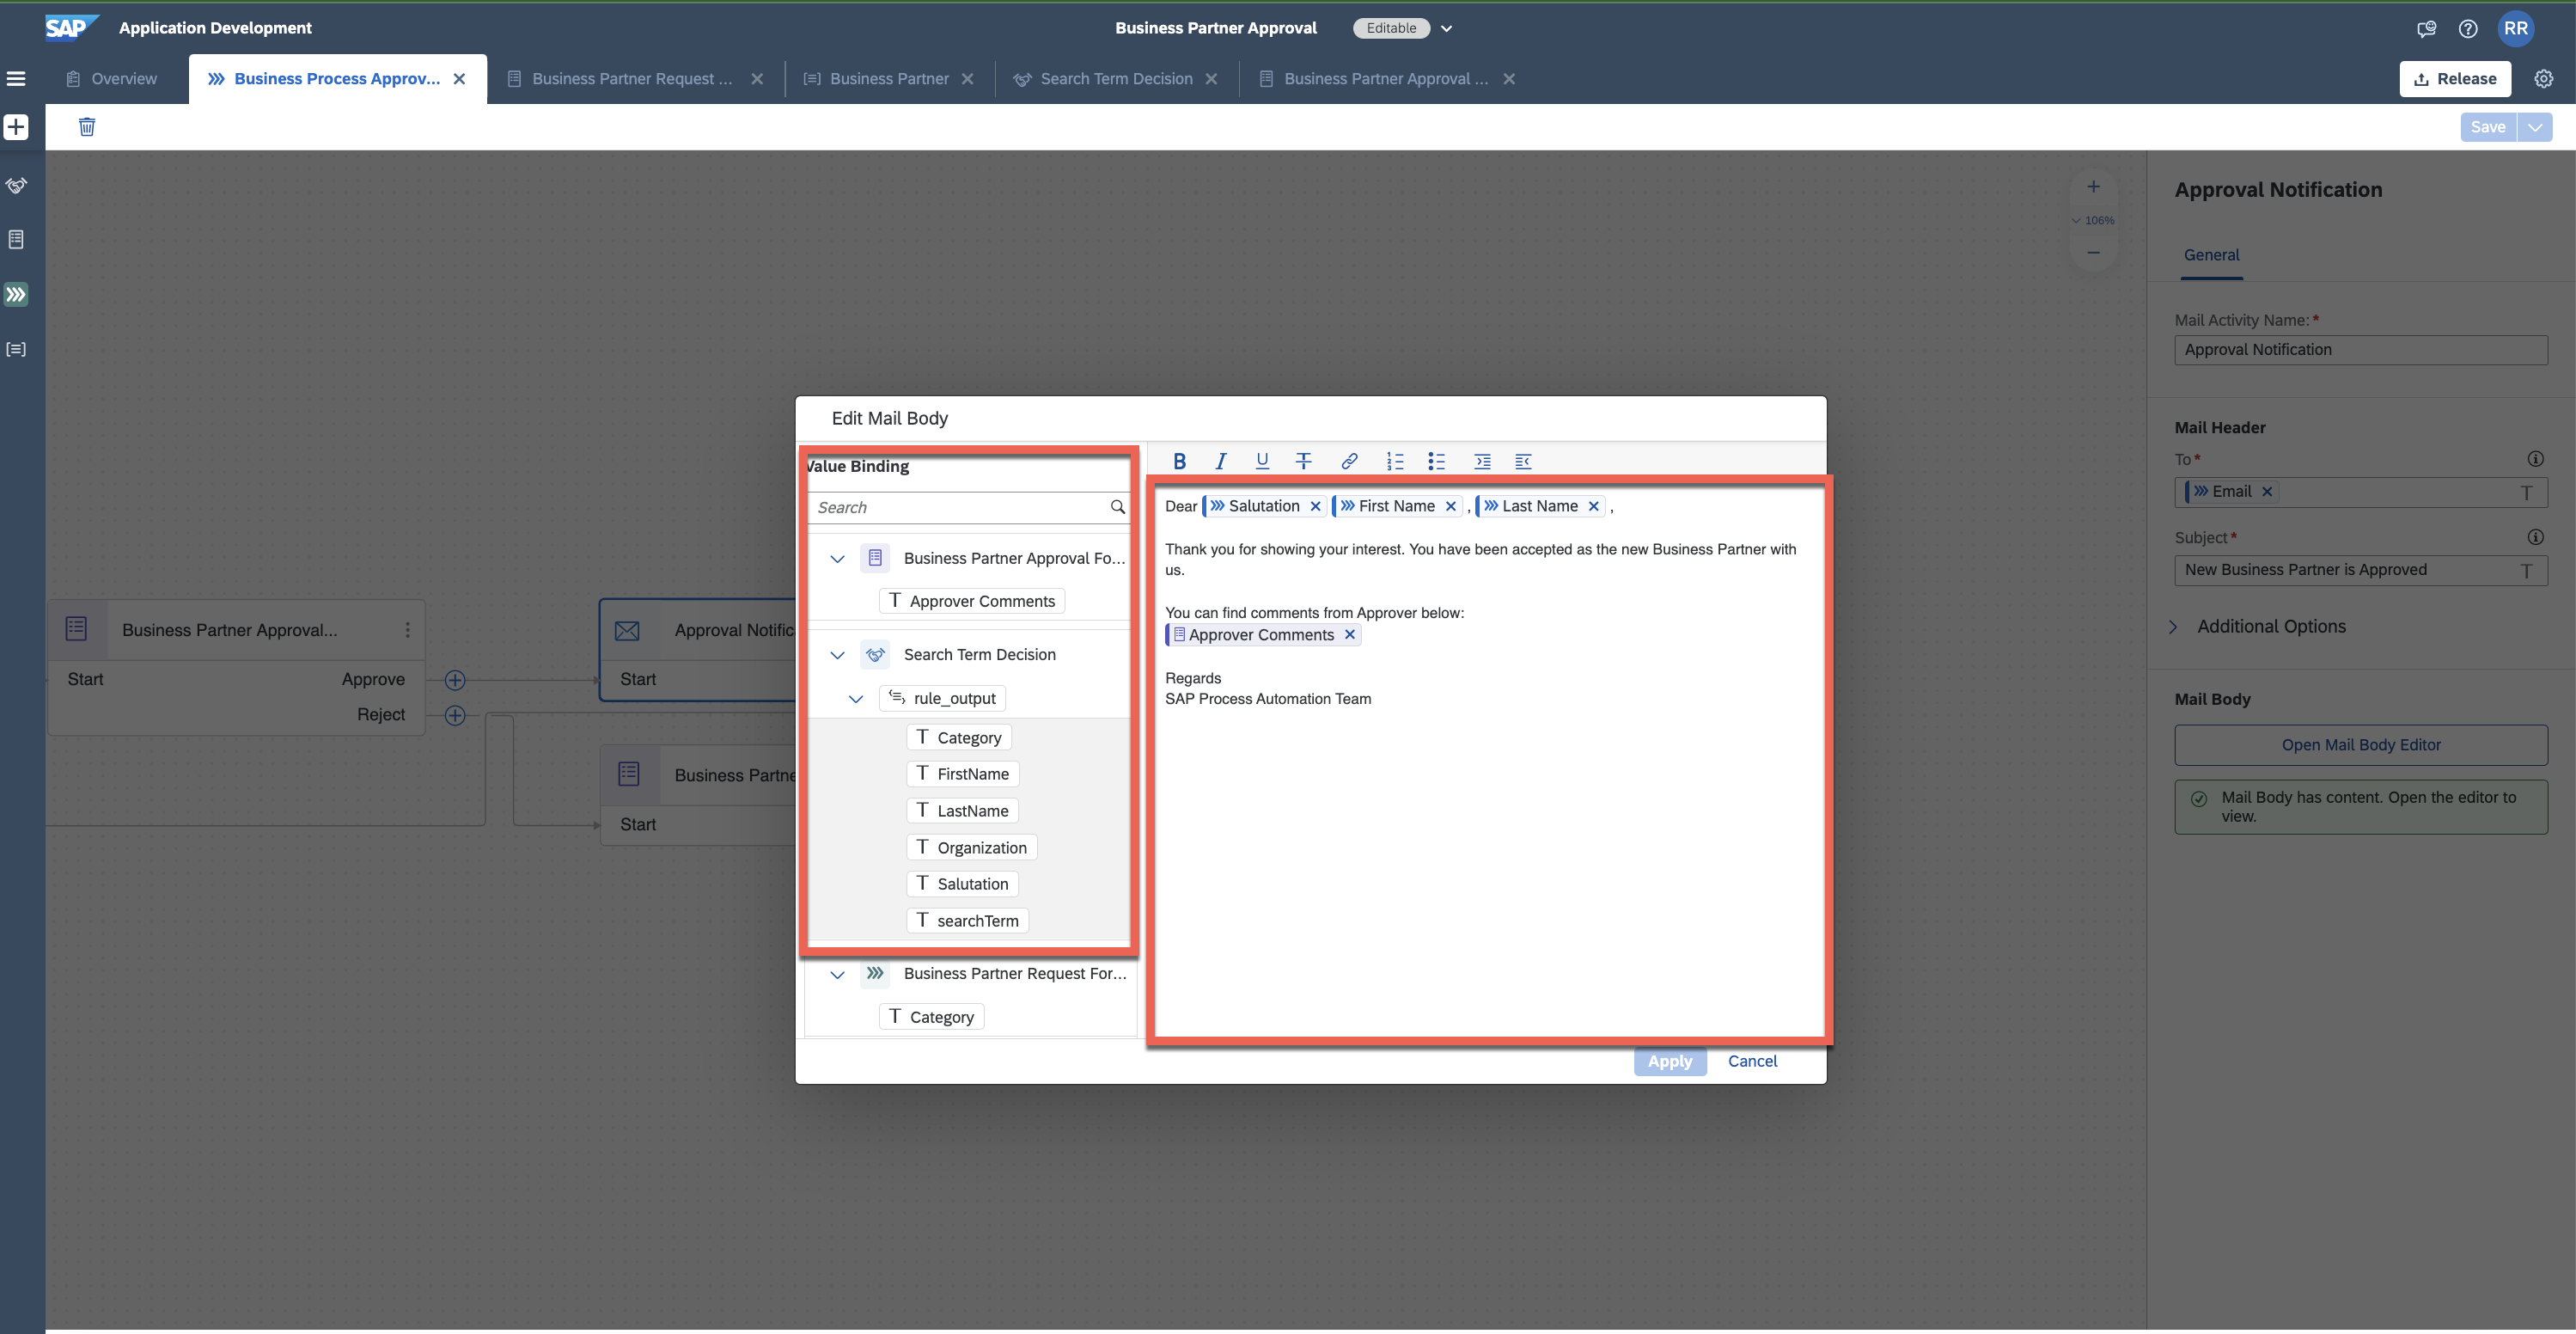 SAP Application Development Business Partner Approval Editable RR
Overview Business Process Approv... Business Partner Request ... Business Partner Search Term Decision Business Partner Approval ... Release
Save
Approval Notification
106%
General
Mail Activity Name:*
Approval Notification
Mail Header
To*
Email
Subject*
New Business Partner is Approved
Additional Options
Mail Body
Open Mail Body Editor
Mail Body has content. Open the editor to
view.
Business Partner Approval...
Start Approve
Reject
Approval Notific
Start
Business Partne
Start
Edit Mail Body
Value Binding
Search
Business Partner Approval Fo...
T Approver Comments
Search Term Decision
rule_output
T Category
T FirstName
T LastName
T Organization
T Salutation
T searchTerm
Business Partner Request For...
T Category
B I U T
Dear Salutation First Name , Last Name ,
Thank you for showing your interest. You have been accepted as the new Business Partner with
us.
You can find comments from Approver below:
Approver Comments
Regards
SAP Process Automation Team
Apply Cancel